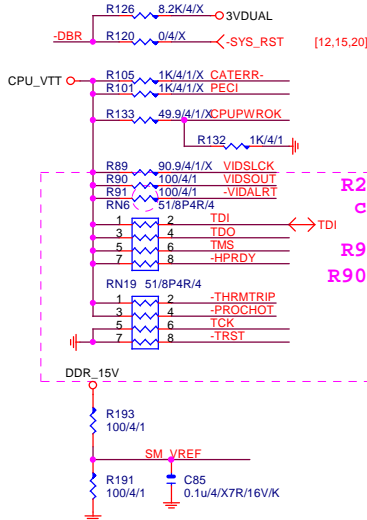 R126 8.2K/4/X 3VDUAL
-DBR R120 0/4/X -SYS_RST [12,15,20]
CPU_VTT R105 1K/4/1/X CATERR-
R101 1K/4/1/X PECI
R133 49.9/4/1/X CPUPWROK
R132 1K/4/1
R89 90.9/4/1/X VIDSLCK R2
R90 100/4/1 VIDSOUT
R91 100/4/1 -VIDALRT C
RN6 51/8P4R/4
1 2 TDI TDI
3 4 TDO
5 6 TMS R9
7 8 -HPRDY R90
RN19 51/8P4R/4
1 2 -THRMTRIP
3 4 -PROCHOT
5 6 TCK
7 8 -TRST
DDR_15V
R193
100/4/1
SM_VREF
R191 C85
100/4/1 0.1u/4/X7R/16V/K